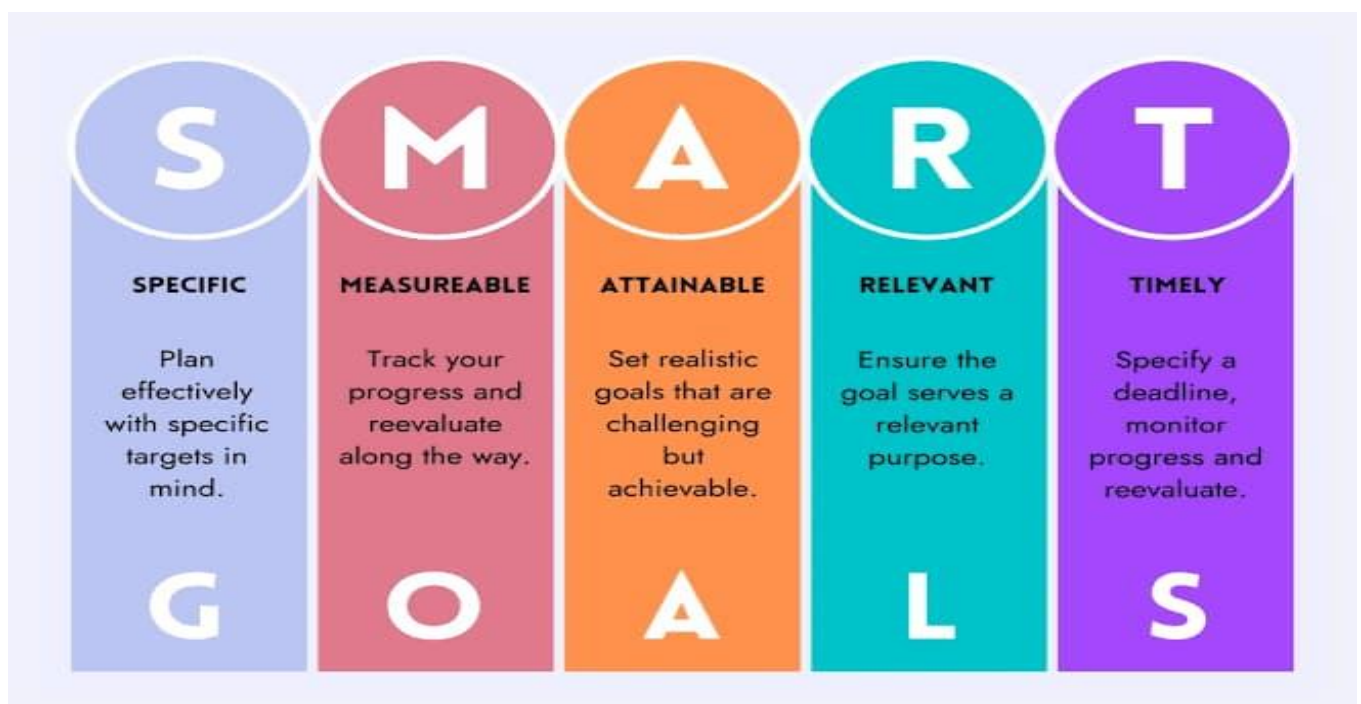 S
SPECIFIC
Plan
effectively
with specific
targets in
mind.
G
M
MEASUREABLE
Track your
progress and
reevaluate
along the way.
O
A
ATTAINABLE
Set realistic
goals that are
challenging
but
achievable.
A
R
RELEVANT
Ensure the
goal serves a
relevant
purpose.
L
T
TIMELY
Specify a
deadline,
monitor
progress and
reevaluate.
S